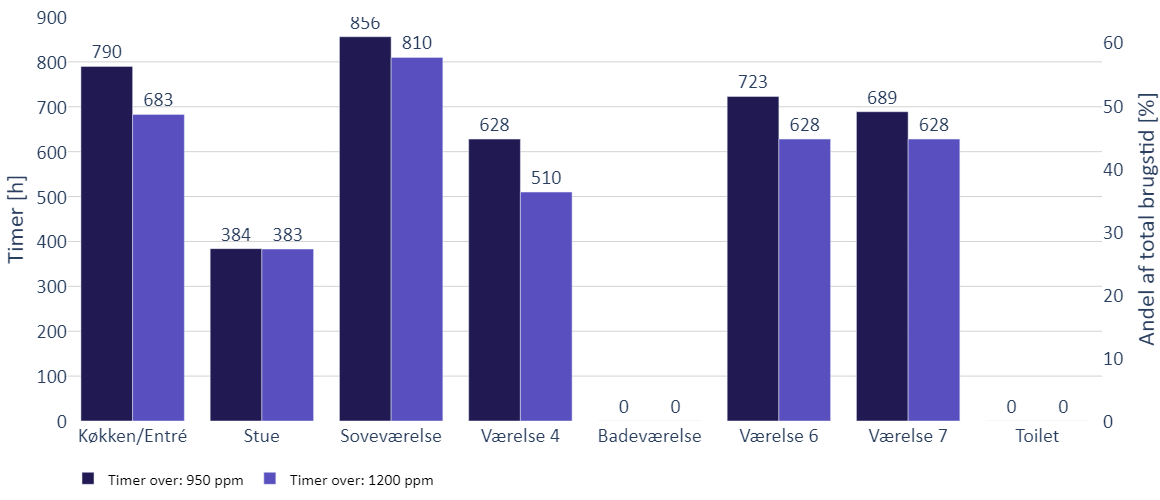 900
800
700
600
500
400
300
200
100
0
Timer [h]
60
50
40
30
20
10
0
Andel af total brugstid [%]
790
683
384
383
856
810
628
510
0
0
723
628
689
628
0
0
Køkken/Entré
Stue
Soveværelse
Værelse 4
Badeværelse
Værelse 6
Værelse 7
Toilet
Timer over: 950 ppm
Timer over: 1200 ppm